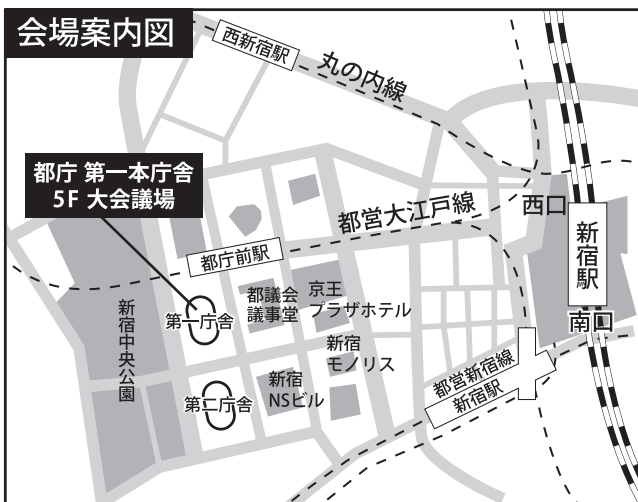 会場案内図
西新宿駅
丸の内線
都庁 第一本庁舎
5F 大会議場
都営大江戸線
西口
新宿駅
都庁前駅
南口
新宿中央公園
第一庁舎
都議会
議事堂
京王
プラザホテル
新宿
モノリス
第二庁舎
新宿
NSビル
都営新宿線
新宿駅